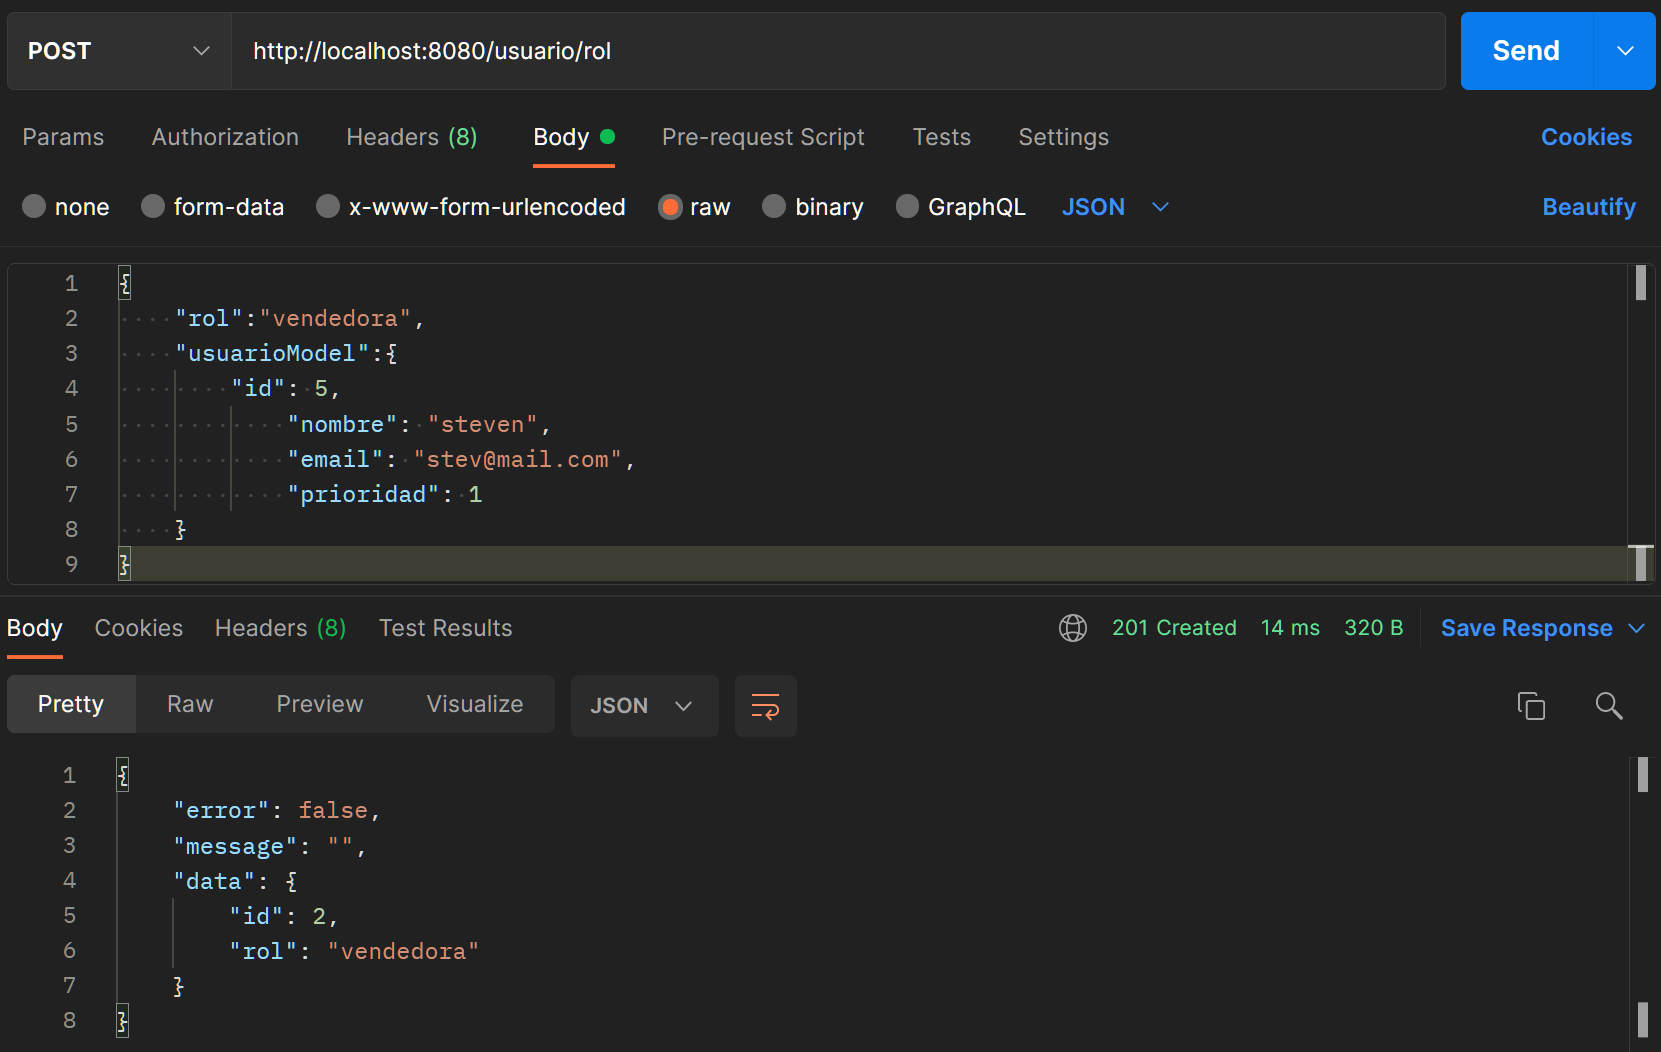 POST http://localhost:8080/usuario/rol Send
Params Authorization Headers (8) Body Pre-request Script Tests Settings Cookies
none form-data x-www-form-urlencoded raw binary GraphQL JSON Beautify
1 {
2 "rol":"vendedora",
3 "usuarioModel":{
4 "id": 5,
5 "nombre": "steven",
6 "email": "stev@mail.com",
7 "prioridad": 1
8 }
9 }
Body Cookies Headers (8) Test Results 201 Created 14 ms 320 B Save Response
Pretty Raw Preview Visualize JSON
1 {
2 "error": false,
3 "message": "",
4 "data": {
5 "id": 2,
6 "rol": "vendedora"
7 }
8 }